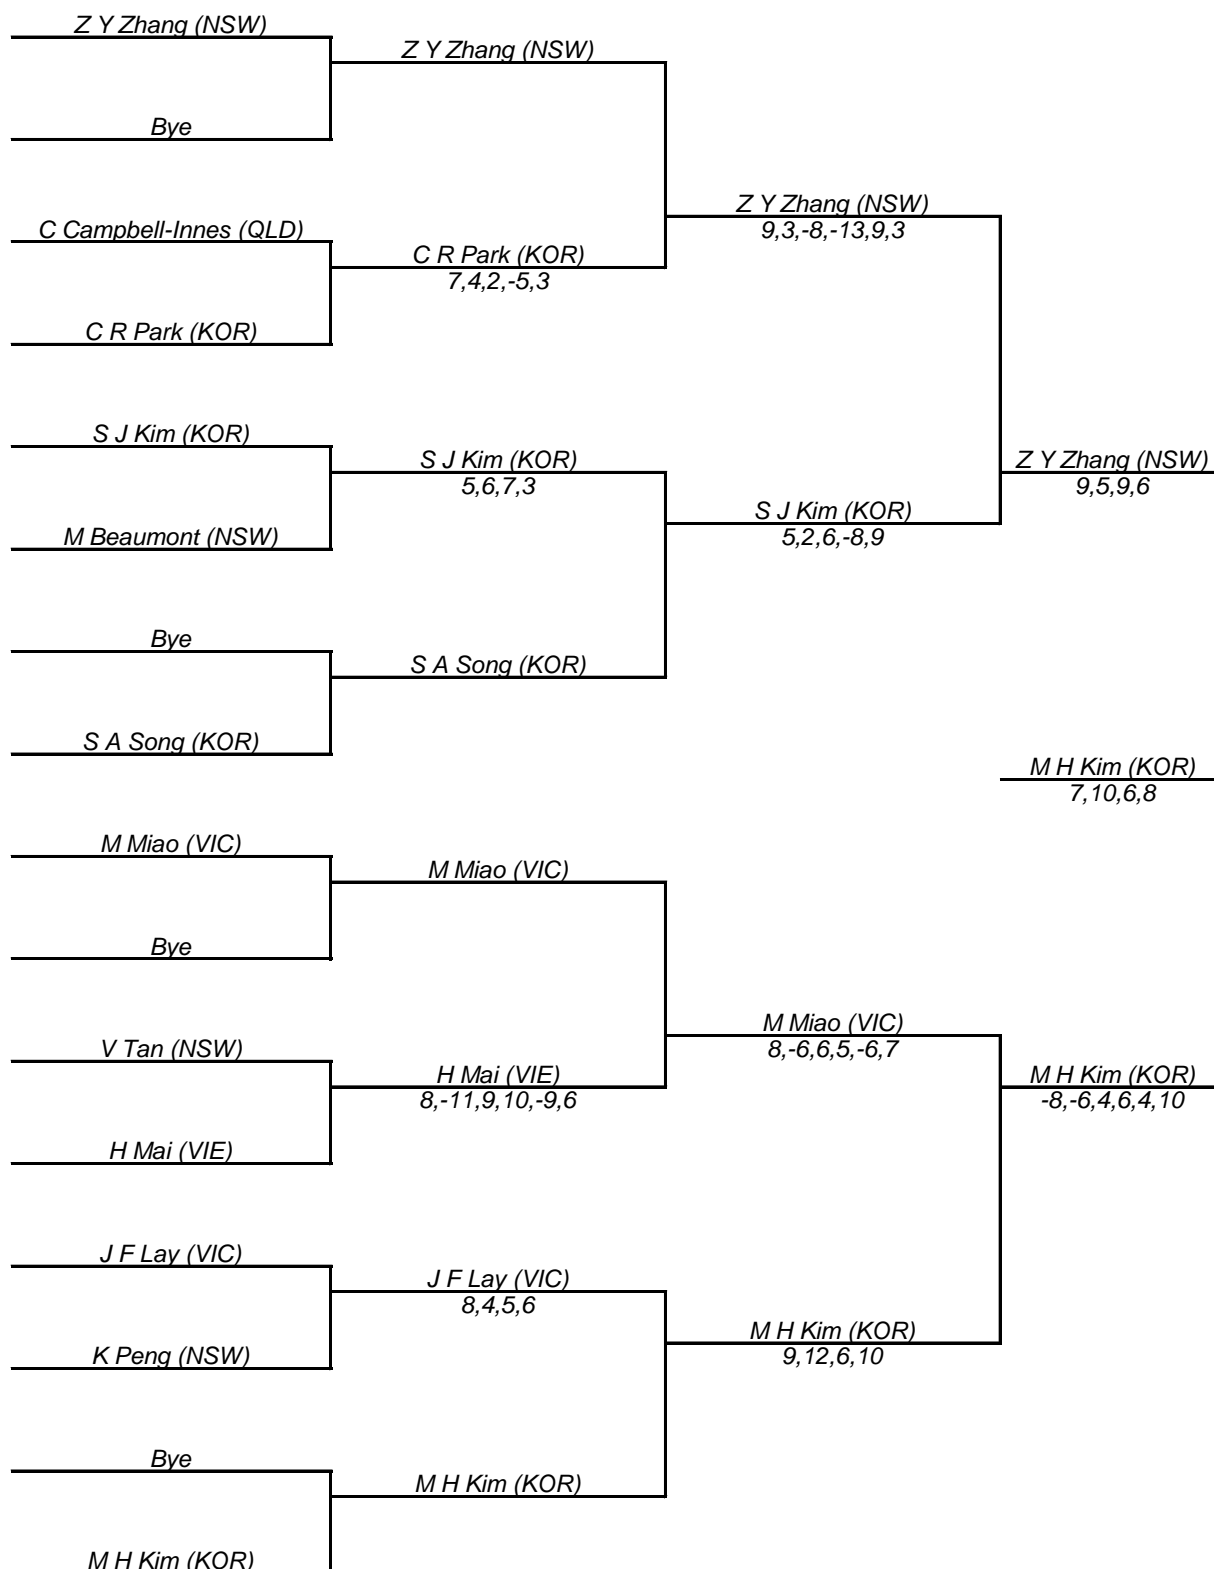 Z Y Zhang (NSW)
Z Y Zhang (NSW)
Bye
Z Y Zhang (NSW)
9,3,-8,-13,9,3
C Campbell-Innes (QLD)
C R Park (KOR)
7,4,2,-5,3
C R Park (KOR)
S J Kim (KOR)
S J Kim (KOR)
5,6,7,3
Z Y Zhang (NSW)
9,5,9,6
S J Kim (KOR)
5,2,6,-8,9
M Beaumont (NSW)
Bye
S A Song (KOR)
S A Song (KOR)
M H Kim (KOR)
7,10,6,8
M Miao (VIC)
M Miao (VIC)
Bye
M Miao (VIC)
8,-6,6,5,-6,7
V Tan (NSW)
H Mai (VIE)
8,-11,9,10,-9,6
M H Kim (KOR)
-8,-6,4,6,4,10
H Mai (VIE)
J F Lay (VIC)
J F Lay (VIC)
8,4,5,6
M H Kim (KOR)
9,12,6,10
K Peng (NSW)
Bye
M H Kim (KOR)
M H Kim (KOR)